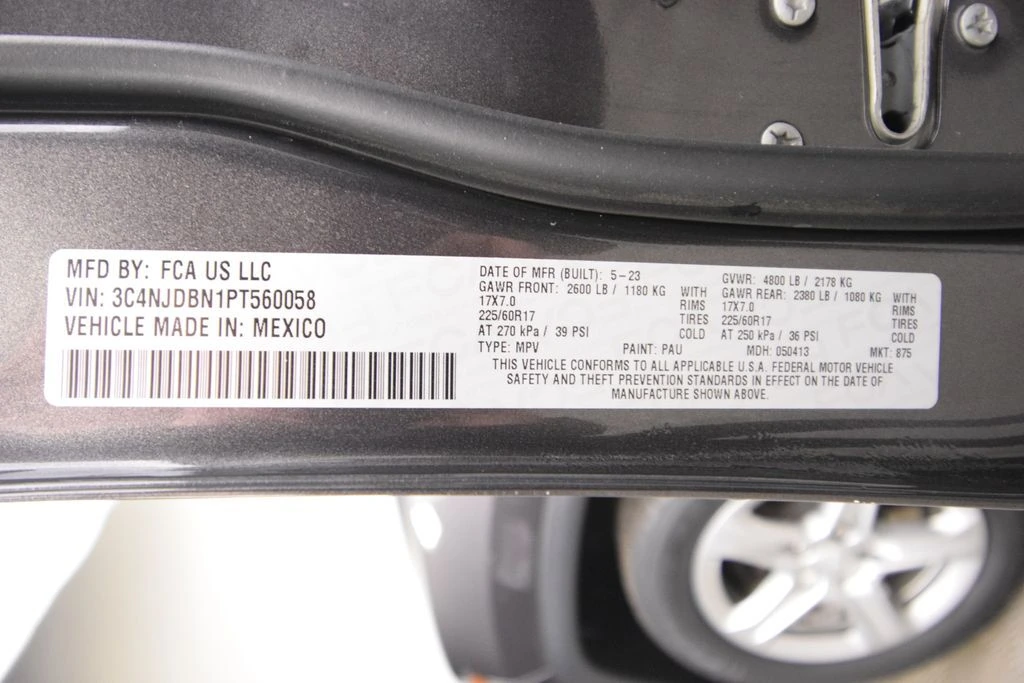 MFD BY: FCA US LLC
VIN: 3C4NJDBN1PT560058
VEHICLE MADE IN: MEXICO
DATE OF MFR (BUILT): 5-23
GVWR: 4800 LB / 2178 KG
GAWR FRONT: 2600 LB / 1180 KG WITH
17X7.0 RIMS
225/60R17 TIRES
AT 270 kPa / 39 PSI COLD
GAWR REAR: 2380 LB / 1080 KG WITH
17X7.0 RIMS
225/60R17 TIRES
AT 250 kPa / 36 PSI COLD
TYPE: MPV PAINT: PAU MDH: 050413 MKT: 875
THIS VEHICLE CONFORMS TO ALL APPLICABLE U.S.A. FEDERAL MOTOR VEHICLE
SAFETY AND THEFT PREVENTION STANDARDS IN EFFECT ON THE DATE OF
MANUFACTURE SHOWN ABOVE.